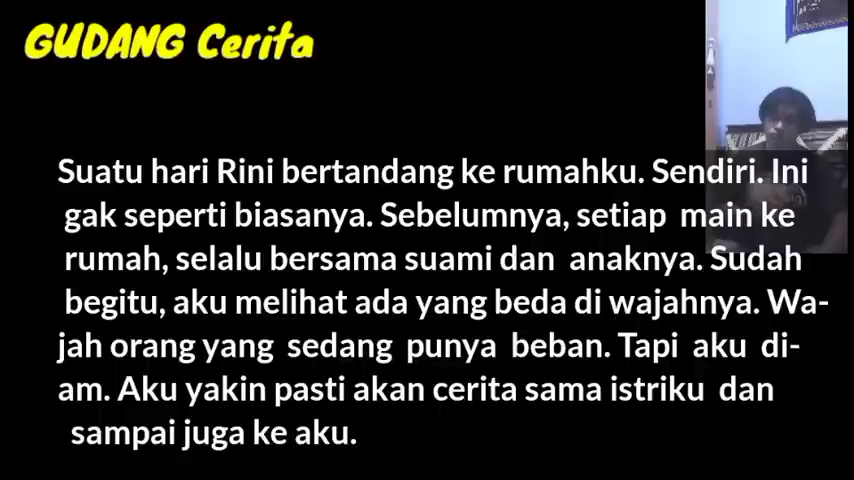 GUDANG Cerita
Suatu hari Rini bertandang ke rumahku. Sendiri. Ini
gak seperti biasanya. Sebelumnya, setiap main ke
rumah, selalu bersama suami dan anaknya. Sudah
begitu, aku melihat ada yang beda di wajahnya. Wa-
jah orang yang sedang punya beban. Tapi aku di-
am. Aku yakin pasti akan cerita sama istriku dan
sampai juga ke aku.